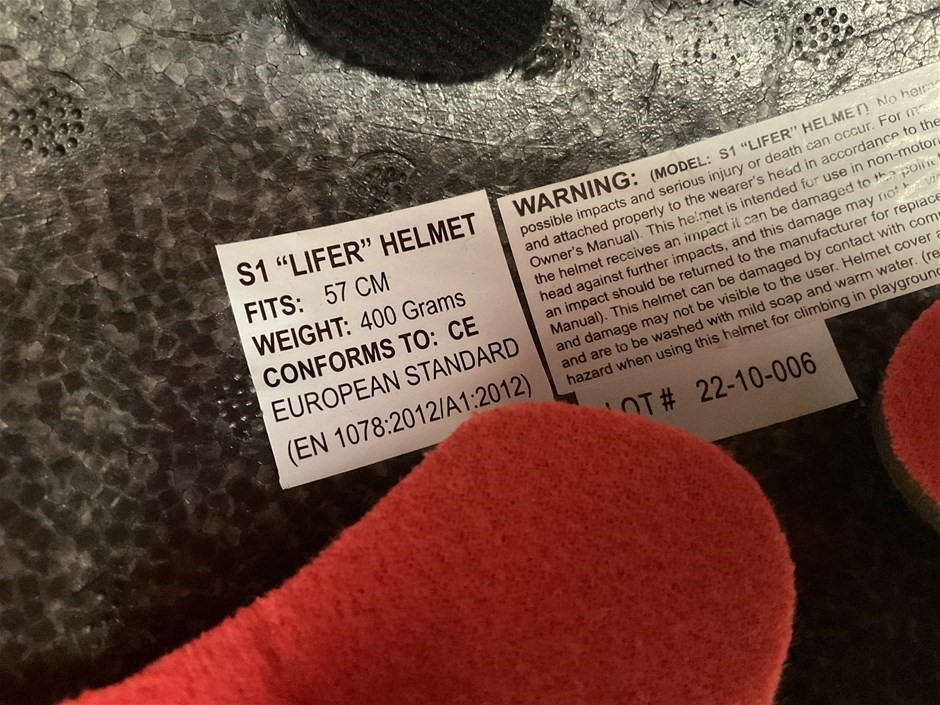 S1 “LIFER” HELMET
FITS: 57 CM
WEIGHT: 400 Grams
CONFORMS TO: CE
EUROPEAN STANDARD
(EN 1078:2012/A1:2012)
WARNING: (MODEL: S1 “LIFER” HELMET) No
possible impacts and serious injury or death can occur. For
and attached properly to the wearer's head in accordance to the
Owner's Manual). This helmet is intended for use in
the helmet receives an impact it can be damaged to the
head against further impacts, and this damage may not be
an impact should be returned to the manufacturer for
Manual). This helmet can be damaged by contact with
and damage may not be visible to the user. Helmet cover
and are to be washed with mild soap and warm water.
hazard when using this helmet for climbing in
LOT # 22-10-006